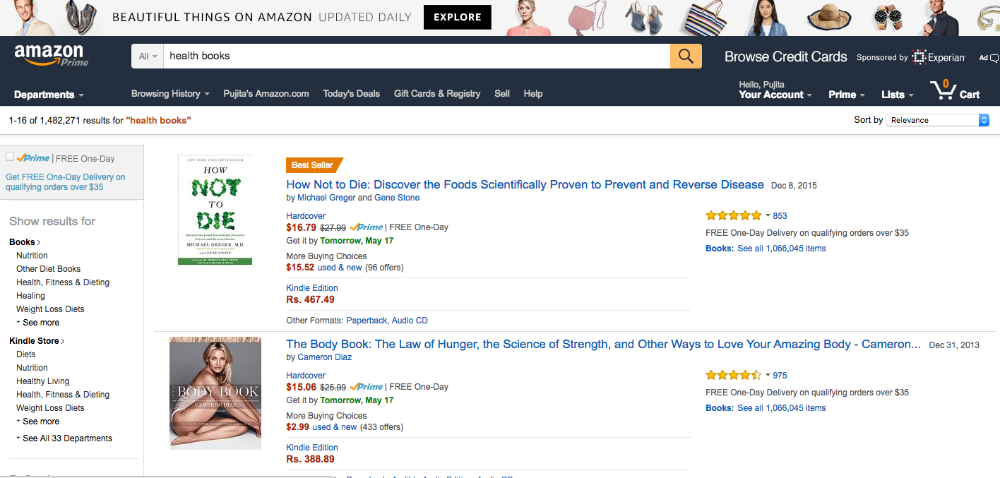 BEAUTIFUL THINGS ON AMAZON UPDATED DAILY EXPLORE
amazon Prime
All health books
Browse Credit Cards Sponsored by Experian Ad
Departments
Browsing History Pujita's Amazon.com Today's Deals Gift Cards & Registry Sell Help
Hello, Pujita
Your Account Prime Lists 0 Cart
1-16 of 1,482,271 results for "health books"
Sort by Relevance
Prime | FREE One-Day
Get FREE One-Day Delivery on
qualifying orders over $35
Show results for
Books
Nutrition
Other Diet Books
Health, Fitness & Dieting
Healing
Weight Loss Diets
+ See more
Kindle Store
Diets
Nutrition
Healthy Living
Health, Fitness & Dieting
Weight Loss Diets
+ See more
+ See All 33 Departments
NEW YORK TIMES BESTSELLER
HOW
NOT
TO
DIE
Discover the Foods Scientifically Proven to
Prevent and Reverse Disease
MICHAEL GREGER, M.D.
with GENE STONE
Best Seller
How Not to Die: Discover the Foods Scientifically Proven to Prevent and Reverse Disease Dec 8, 2015
by Michael Greger and Gene Stone
Hardcover
$16.79 $27.99 Prime | FREE One-Day
Get it by Tomorrow, May 17
More Buying Choices
$15.52 used & new (96 offers)
Kindle Edition
Rs. 467.49
Other Formats: Paperback, Audio CD
853
FREE One-Day Delivery on qualifying orders over $35
Books: See all 1,066,045 items
THE
BODY BOOK
CAMERON DIAZ
The Body Book: The Law of Hunger, the Science of Strength, and Other Ways to Love Your Amazing Body - Cameron... Dec 31, 2013
by Cameron Diaz
Hardcover
$15.06 $25.99 Prime | FREE One-Day
Get it by Tomorrow, May 17
More Buying Choices
$2.99 used & new (433 offers)
Kindle Edition
Rs. 388.89
975
FREE One-Day Delivery on qualifying orders over $35
Books: See all 1,066,045 items